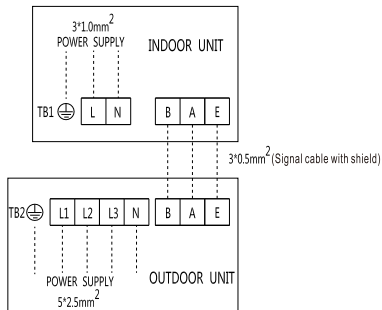 3*1.0mm2
POWER SUPPLY
INDOOR UNIT
TB1 L N B A E
3*0.5mm2(Signal cable with shield)
TB2 L1 L2 L3 N B A E
POWER SUPPLY
5*2.5mm2
OUTDOOR UNIT